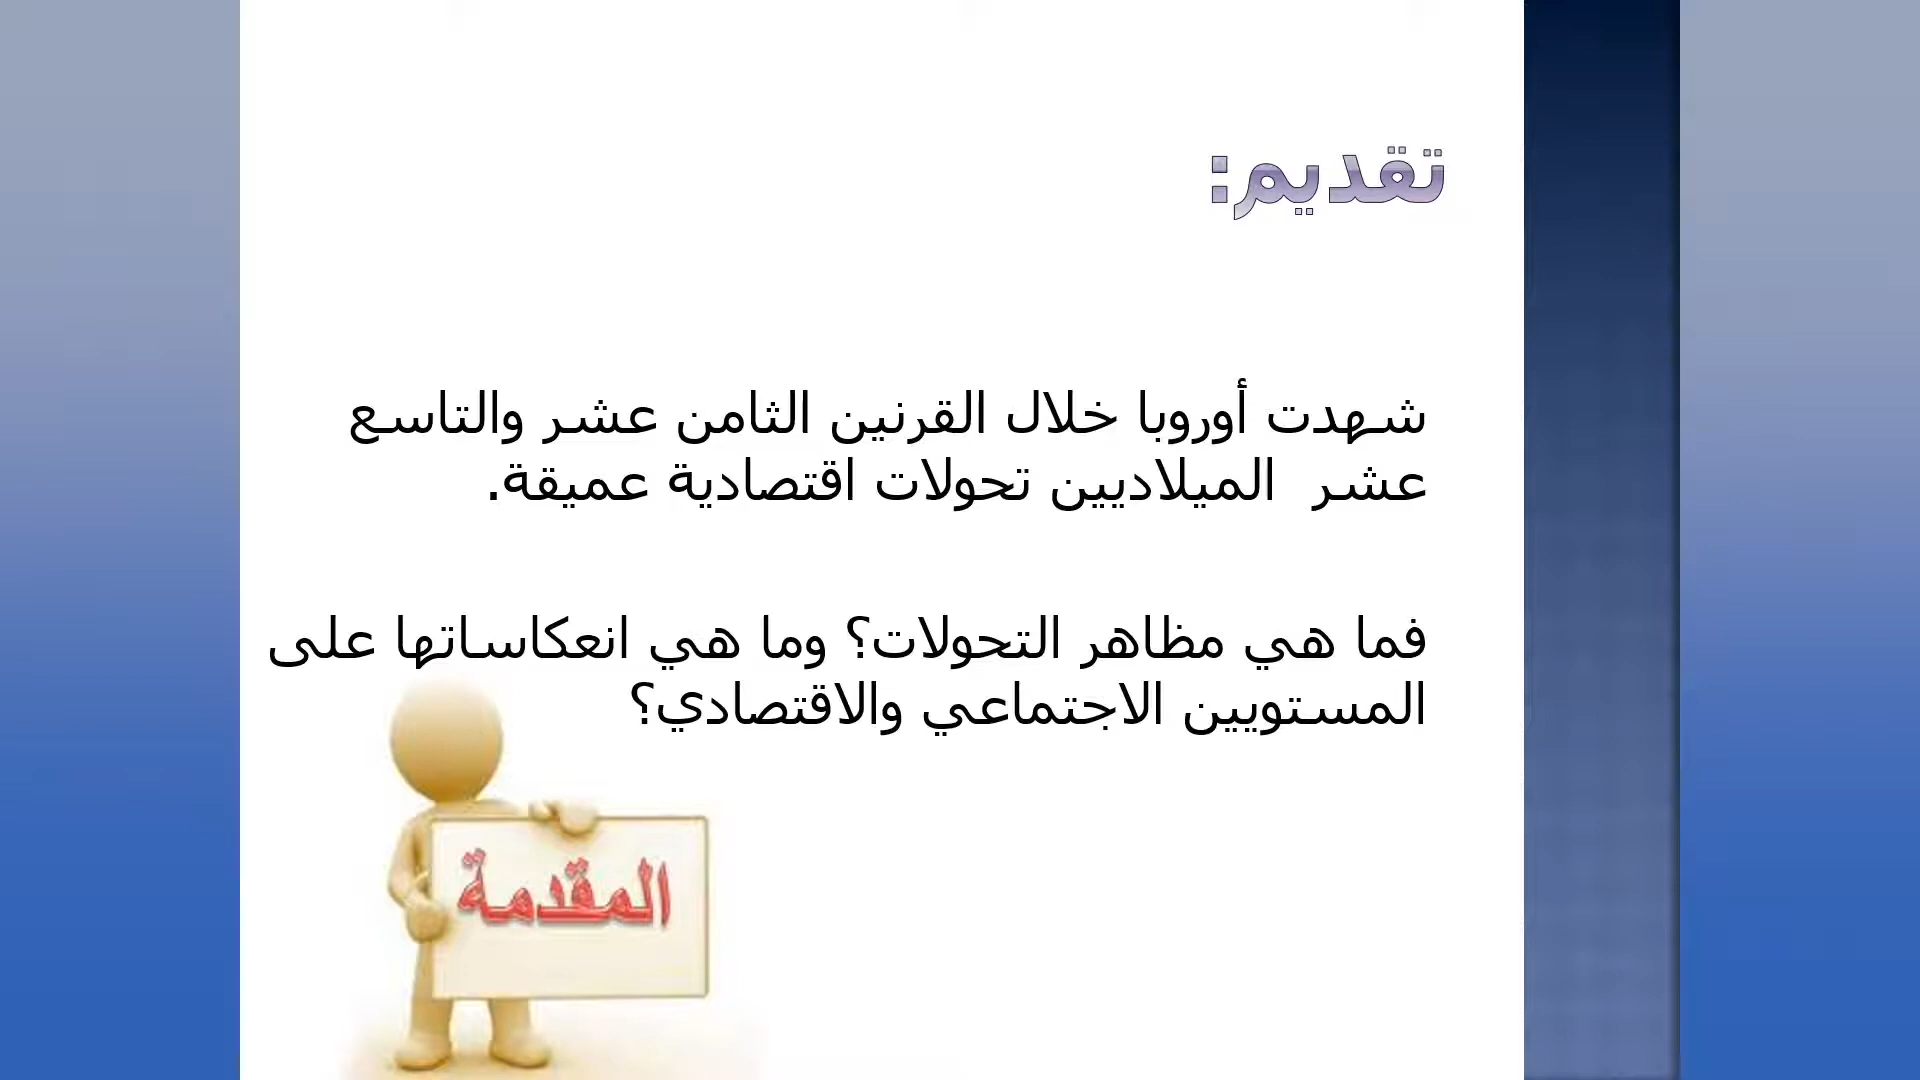 تقديم:
شهدت أوروبا خلال القرنين الثامن عشر والتاسع
عشر الميلاديين تحولات اقتصادية عميقة.
فما هي مظاهر التحولات؟ وما هي انعكاساتها على
المستويين الاجتماعي والاقتصادي؟
المقدمة